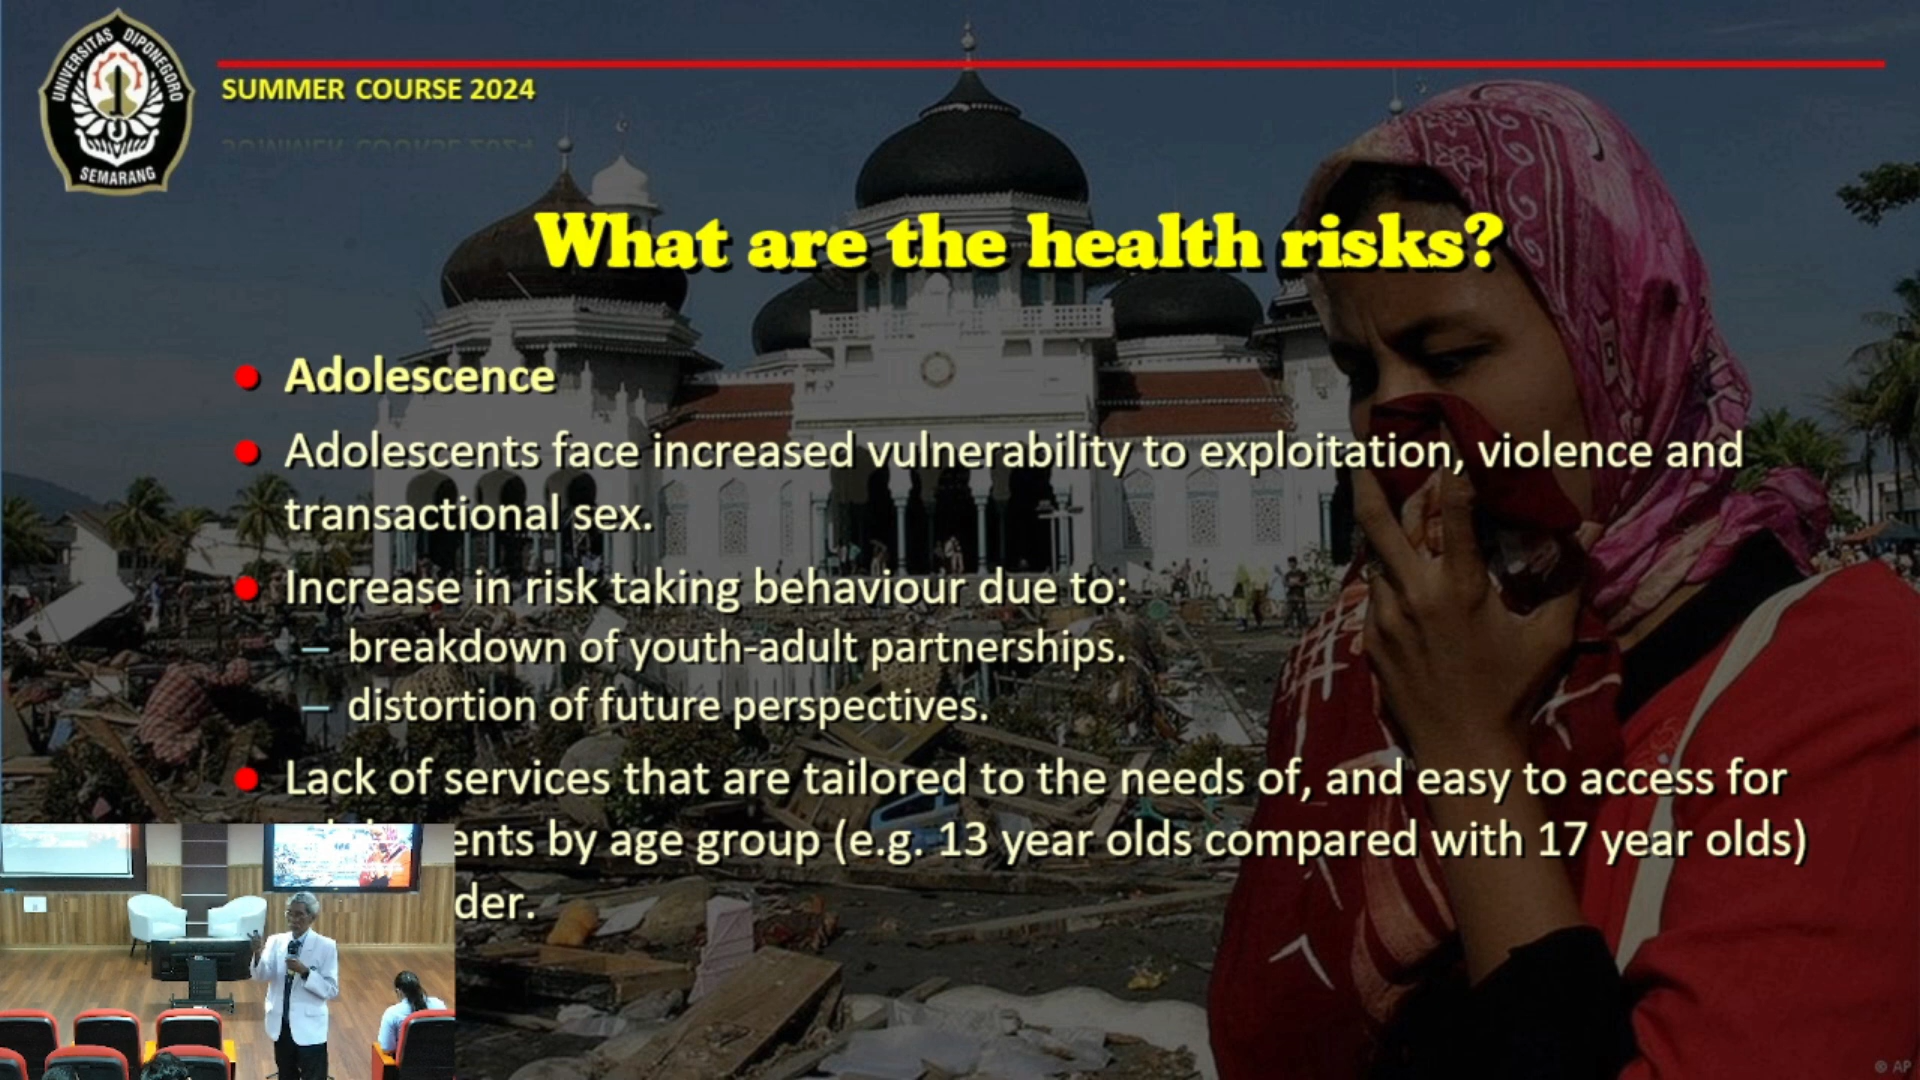 UNIVERSITAS DIPONEGORO
SEMARANG
SUMMER COURSE 2024
What are the health risks?
Adolescence
Adolescents face increased vulnerability to exploitation, violence and
transactional sex.
Increase in risk taking behaviour due to:
– breakdown of youth-adult partnerships.
– distortion of future perspectives.
Lack of services that are tailored to the needs of, and easy to access for
by age group (e.g. 13 year olds compared with 17 year olds)
© AP